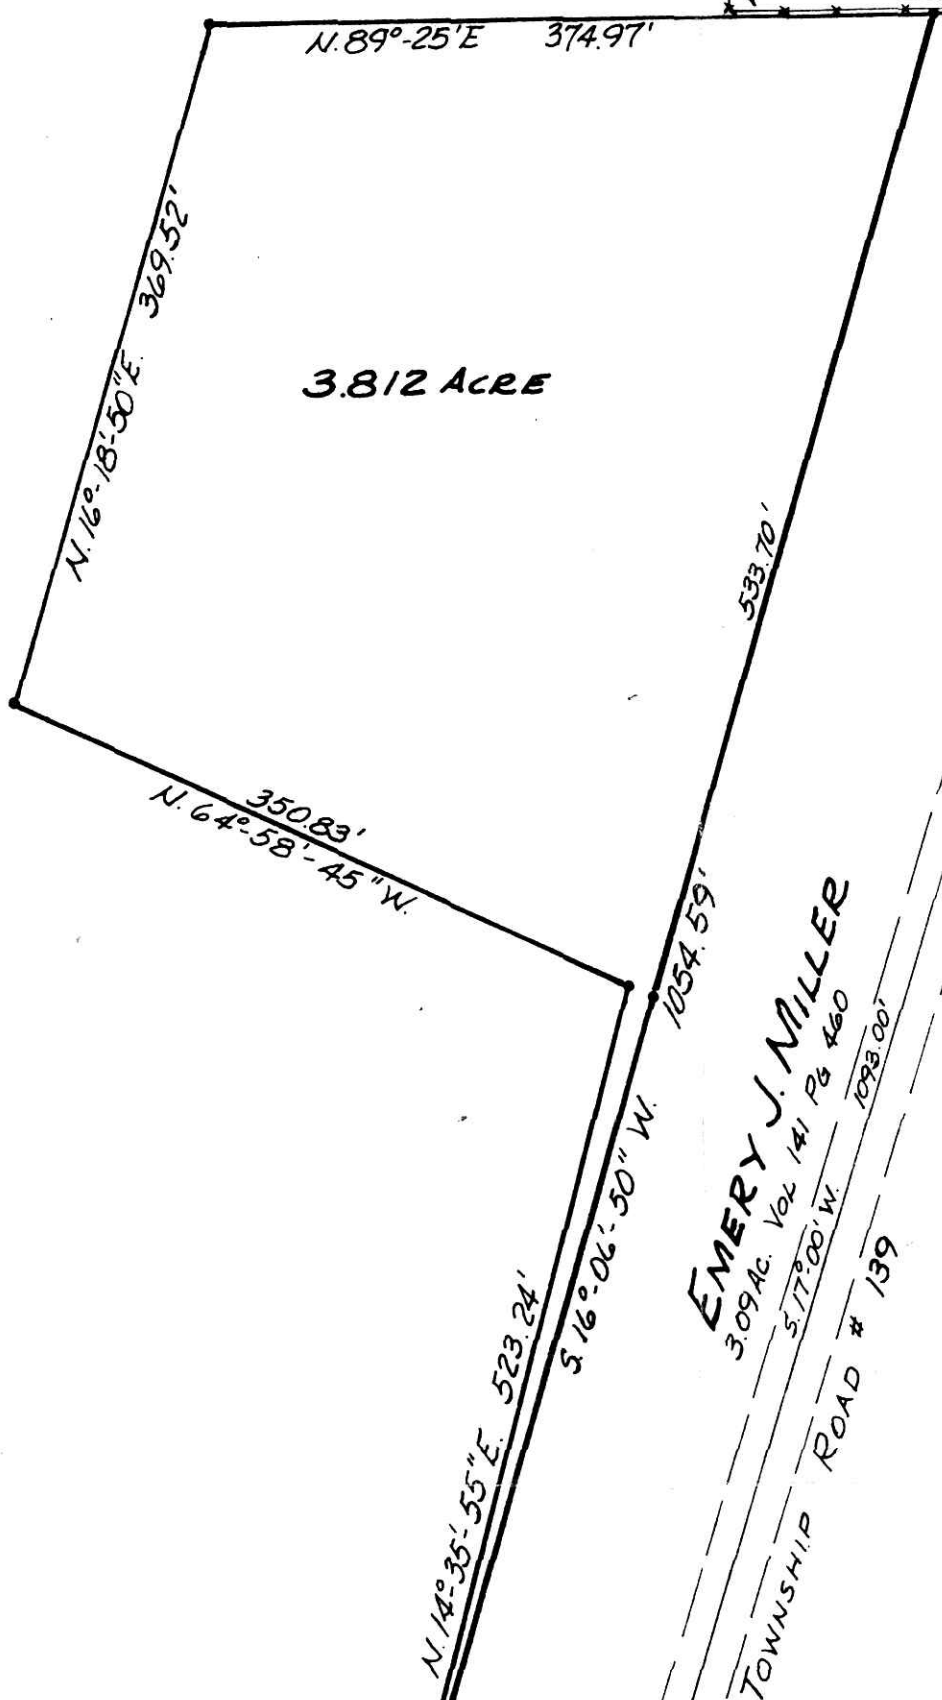 N. 89°-25' E 374.97'
N. 16°-18'-50" E. 369.52'
3.812 ACRE
533.70'
350.83'
N. 64°-58'-45" W.
1054.59'
S. 16°-06'-50" W.
N. 14°-35'-55" E. 523.24'
EMERY J. MILLER
3.09 AC. VOL 141 PG 460
S. 17°-00' W. 1093.00'
TOWNSHIP ROAD # 139